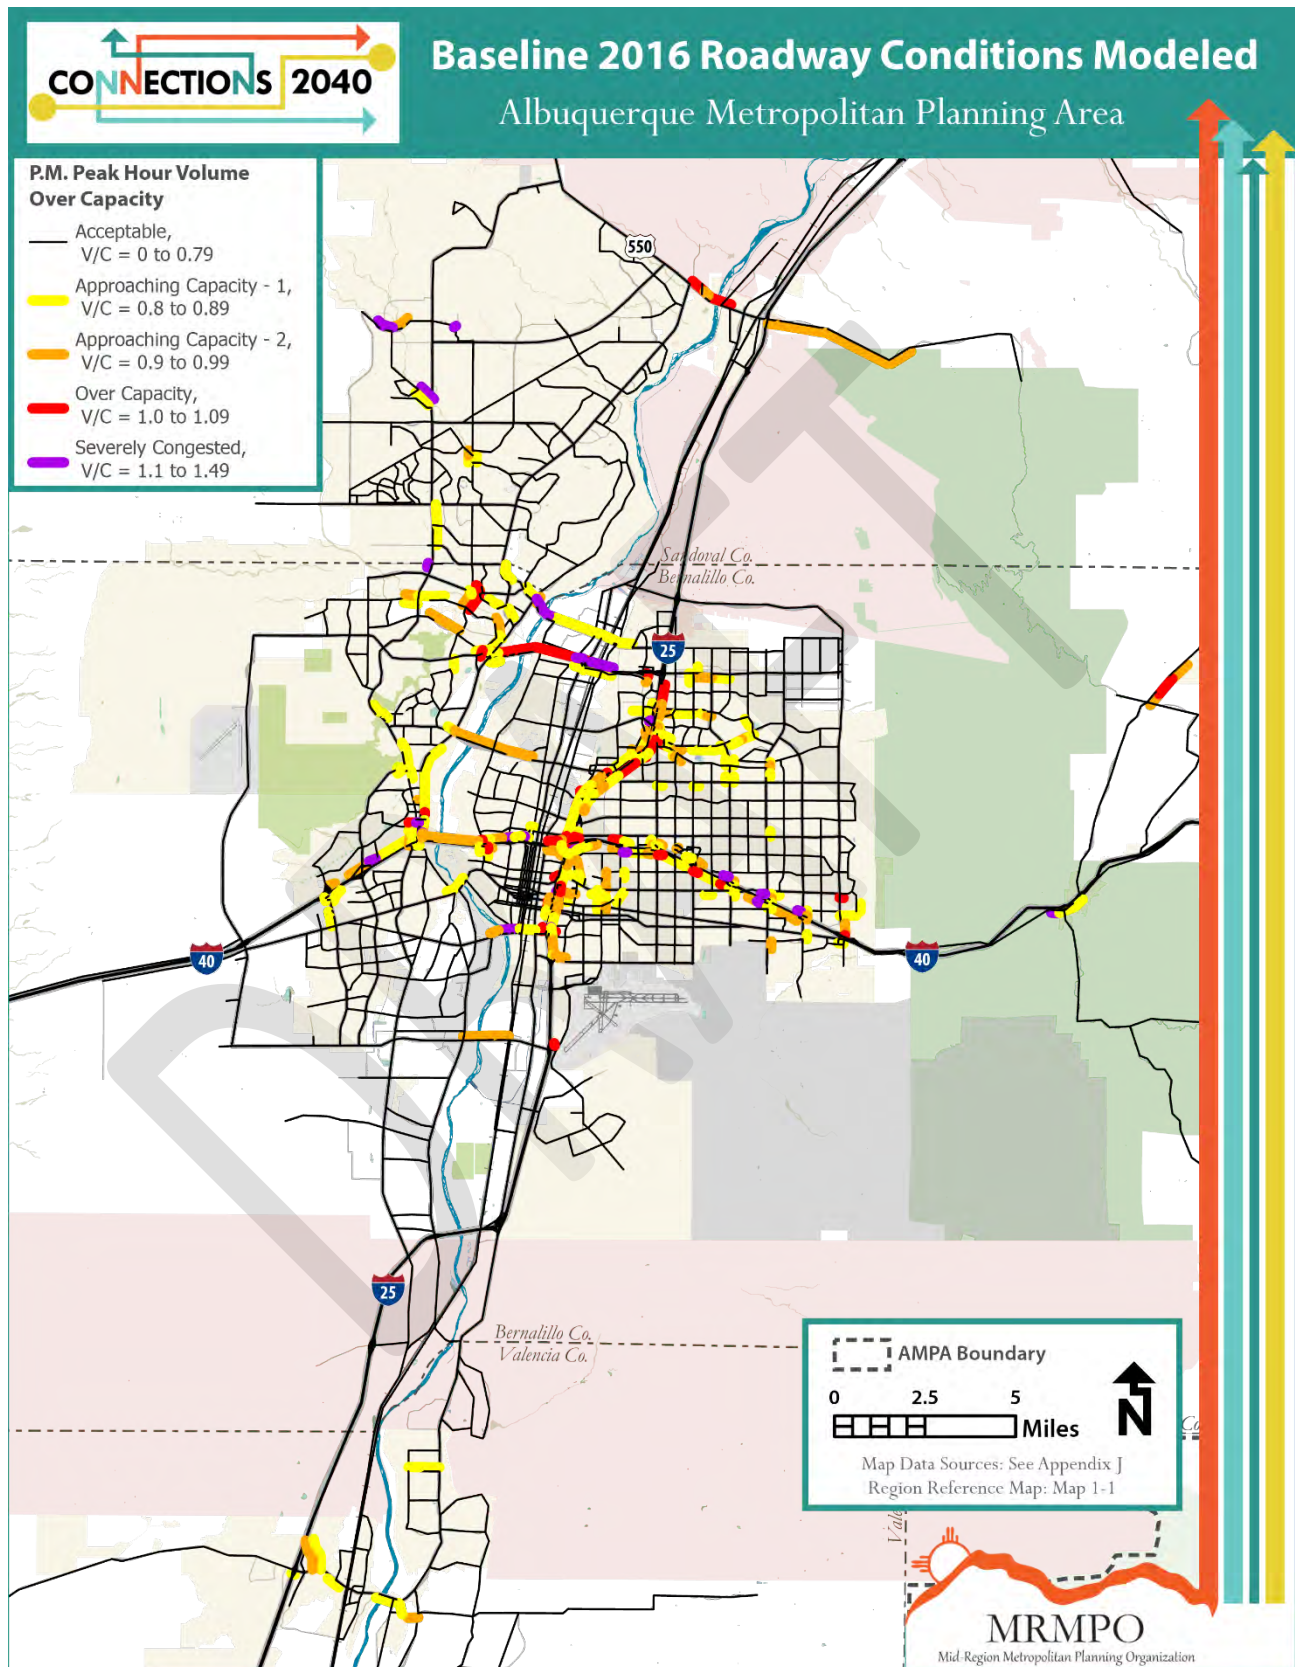 CONNECTIONS 2040
Baseline 2016 Roadway Conditions Modeled
Albuquerque Metropolitan Planning Area
P.M. Peak Hour Volume
Over Capacity
Acceptable,
V/C = 0 to 0.79
Approaching Capacity - 1,
V/C = 0.8 to 0.89
Approaching Capacity - 2,
V/C = 0.9 to 0.99
Over Capacity,
V/C = 1.0 to 1.09
Severely Congested,
V/C = 1.1 to 1.49
550
Sandoval Co.
Bernalillo Co.
25
40
40
25
DRAFT
Bernalillo Co.
Valencia Co.
AMPA Boundary
0 2.5 5
Miles
N
Map Data Sources: See Appendix J
Region Reference Map: Map 1-1
Co.
Vale
MRMPO
Mid-Region Metropolitan Planning Organization